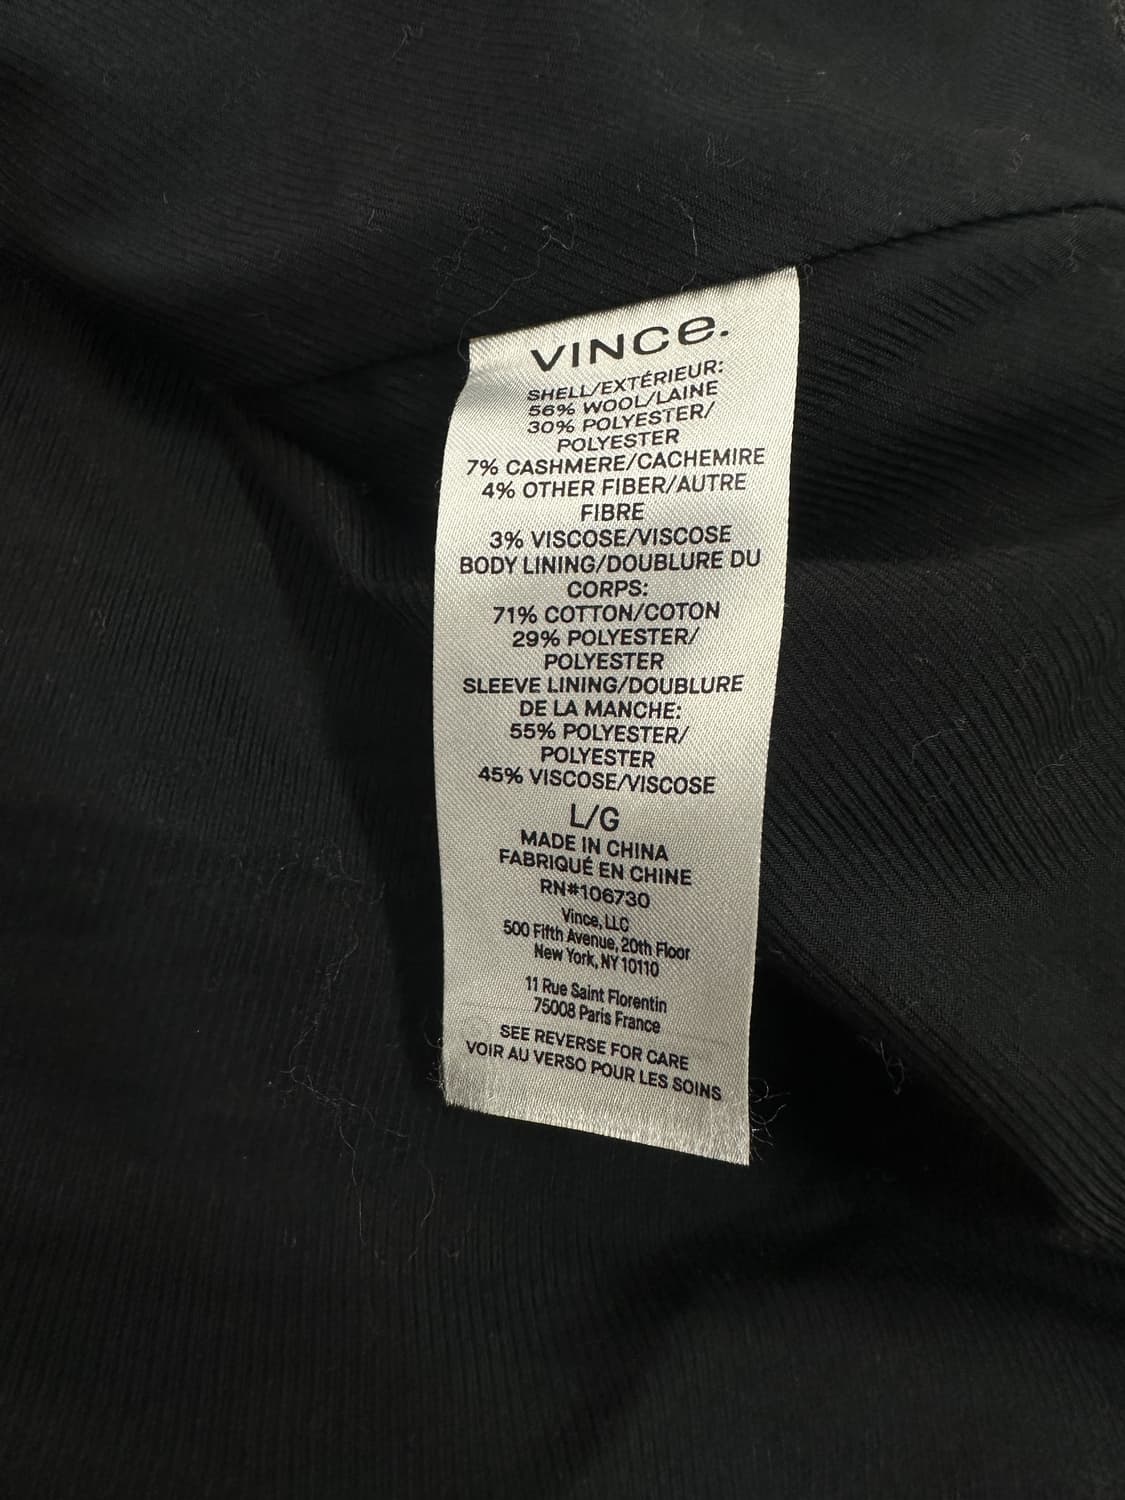 VINCE.
SHELL/EXTÉRIEUR:
56% WOOL/LAINE
30% POLYESTER/
POLYESTER
7% CASHMERE/CACHEMIRE
4% OTHER FIBER/AUTRE
FIBRE
3% VISCOSE/VISCOSE
BODY LINING/DOUBLURE DU
CORPS:
71% COTTON/COTON
29% POLYESTER/
POLYESTER
SLEEVE LINING/DOUBLURE
DE LA MANCHE:
55% POLYESTER/
POLYESTER
45% VISCOSE/VISCOSE
L/G
MADE IN CHINA
FABRIQUÉ EN CHINE
RN#106730
Vince, LLC
500 Fifth Avenue, 20th Floor
New York, NY 10110
11 Rue Saint Florentin
75008 Paris France
SEE REVERSE FOR CARE
VOIR AU VERSO POUR LES SOINS